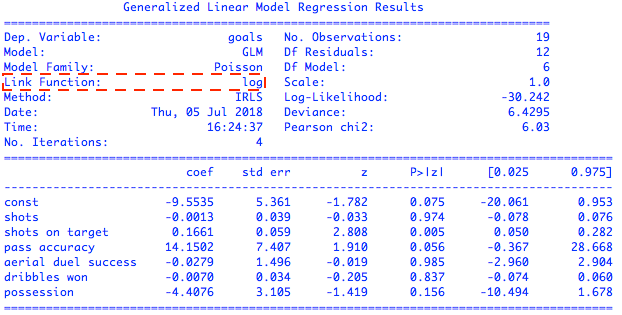 Generalized Linear Model Regression Results
==============================================================================
Dep. Variable: goals No. Observations: 19
Model: GLM Df Residuals: 12
Model Family: Poisson Df Model: 6
Link Function: log Scale: 1.0
Method: IRLS Log-Likelihood: -30.242
Date: Thu, 05 Jul 2018 Deviance: 6.4295
Time: 16:24:37 Pearson chi2: 6.03
No. Iterations: 4
=======================================================================================
coef std err z P>|z| [0.025 0.975]
---------------------------------------------------------------------------------------
const -9.5535 5.361 -1.782 0.075 -20.061 0.953
shots -0.0013 0.039 -0.033 0.974 -0.078 0.076
shots on target 0.1661 0.059 2.808 0.005 0.050 0.282
pass accuracy 14.1502 7.407 1.910 0.056 -0.367 28.668
aerial duel success -0.0279 1.496 -0.019 0.985 -2.960 2.904
dribbles won -0.0070 0.034 -0.205 0.837 -0.074 0.060
possession -4.4076 3.105 -1.419 0.156 -10.494 1.678
=======================================================================================